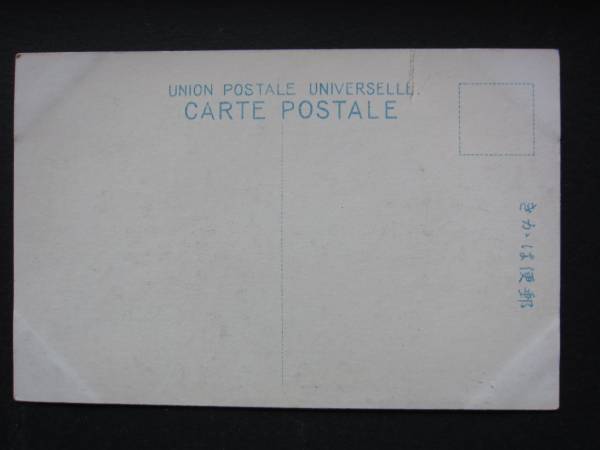 UNION POSTALE UNIVERSELLE.
CARTE POSTALE
郵便はがき